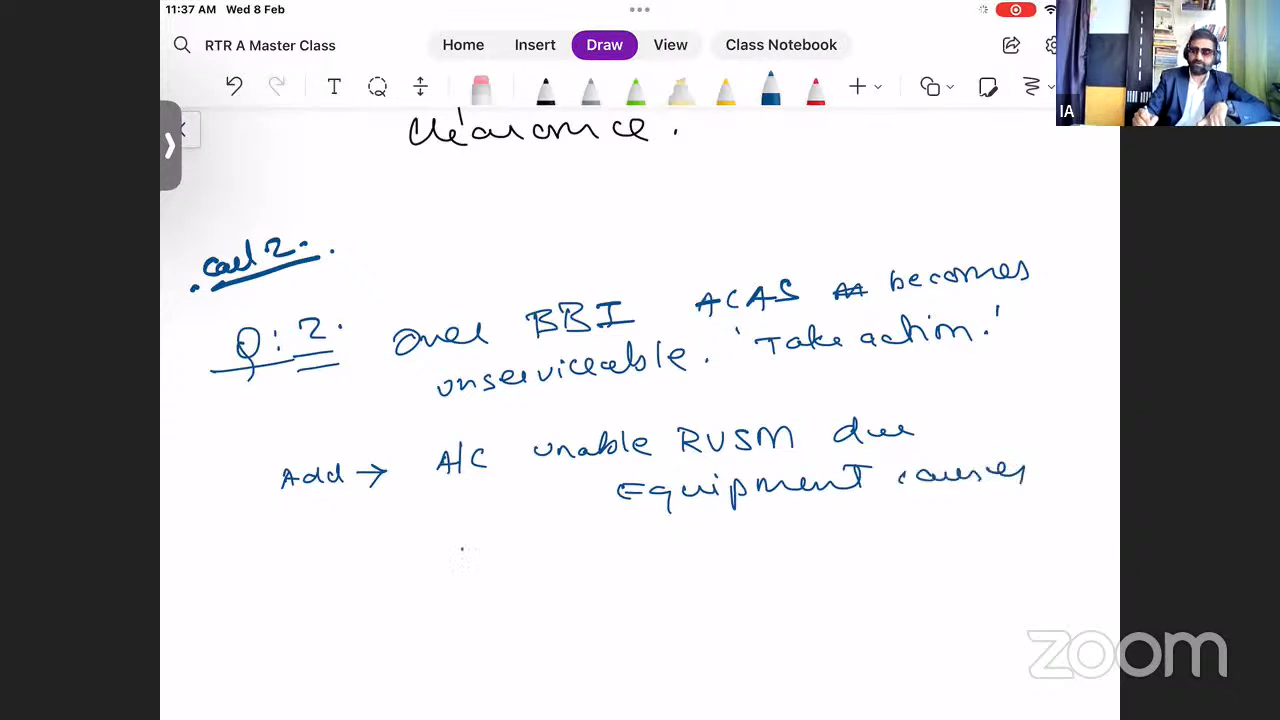 11:37 AM Wed 8 Feb
RTR A Master Class
Home Insert Draw View Class Notebook
T
IA
clearance.
Call 2.
Q: 2. Over BBI ACAS becomes
unserviceable. 'Take action.'
Add → A/C unable RVSM due
Equipment causes
zoom